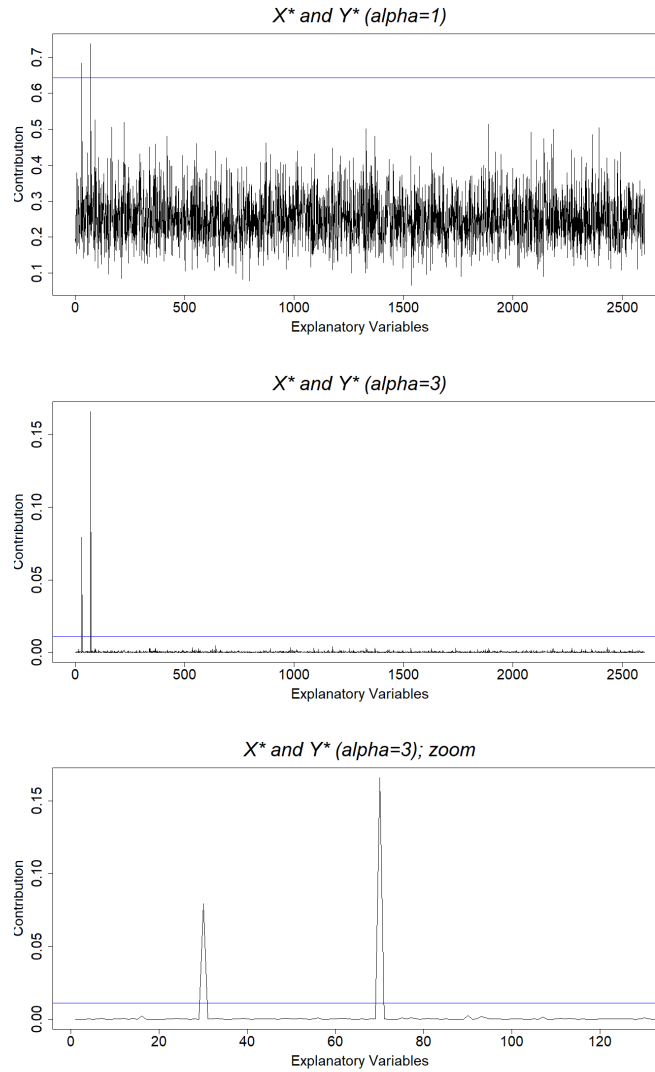 X* and Y* (alpha=1)
Contribution
0.7
0.6
0.5
0.4
0.3
0.2
0.1
0 500 1000 1500 2000 2500
Explanatory Variables
X* and Y* (alpha=3)
Contribution
0.15
0.10
0.05
0.00
0 500 1000 1500 2000 2500
Explanatory Variables
X* and Y* (alpha=3); zoom
Contribution
0.15
0.10
0.05
0.00
0 20 40 60 80 100 120
Explanatory Variables